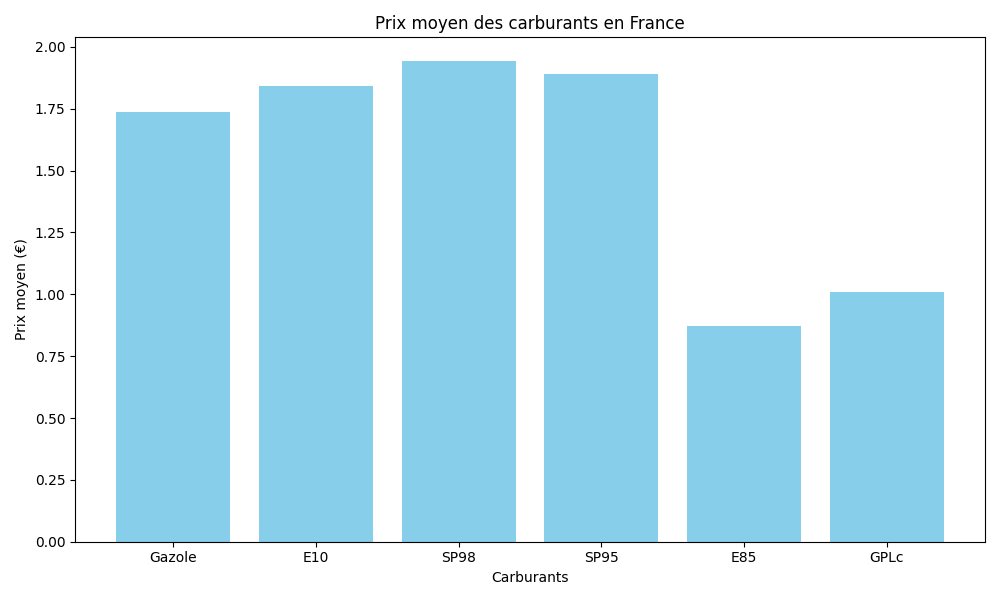 Prix moyen des carburants en France
Prix moyen (€)
2.00
1.75
1.50
1.25
1.00
0.75
0.50
0.25
0.00
Gazole E10 SP98 SP95 E85 GPLc
Carburants